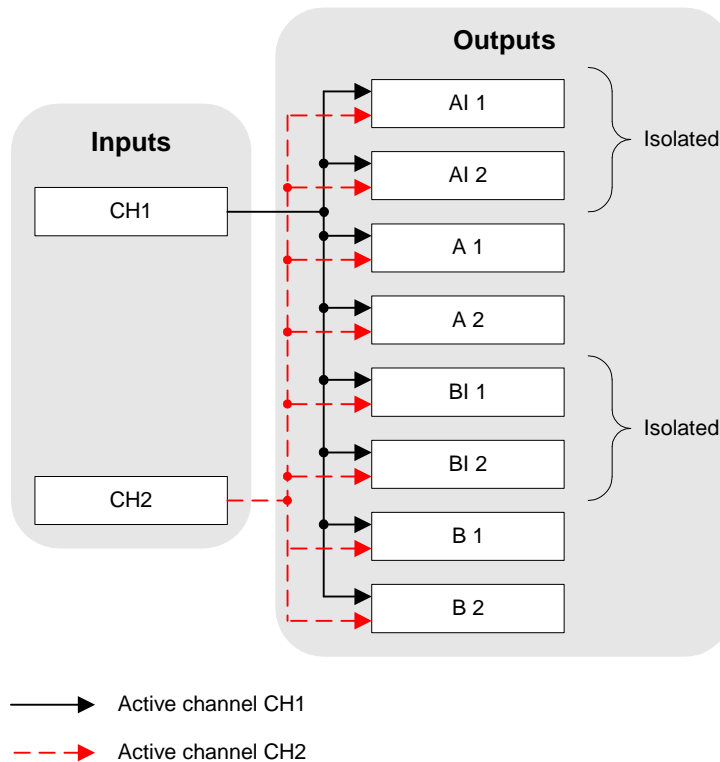 Outputs
AI 1
Isolated
Inputs
AI 2
CH1
A 1
A 2
BI 1
Isolated
BI 2
CH2
B 1
B 2
Active channel CH1
Active channel CH2